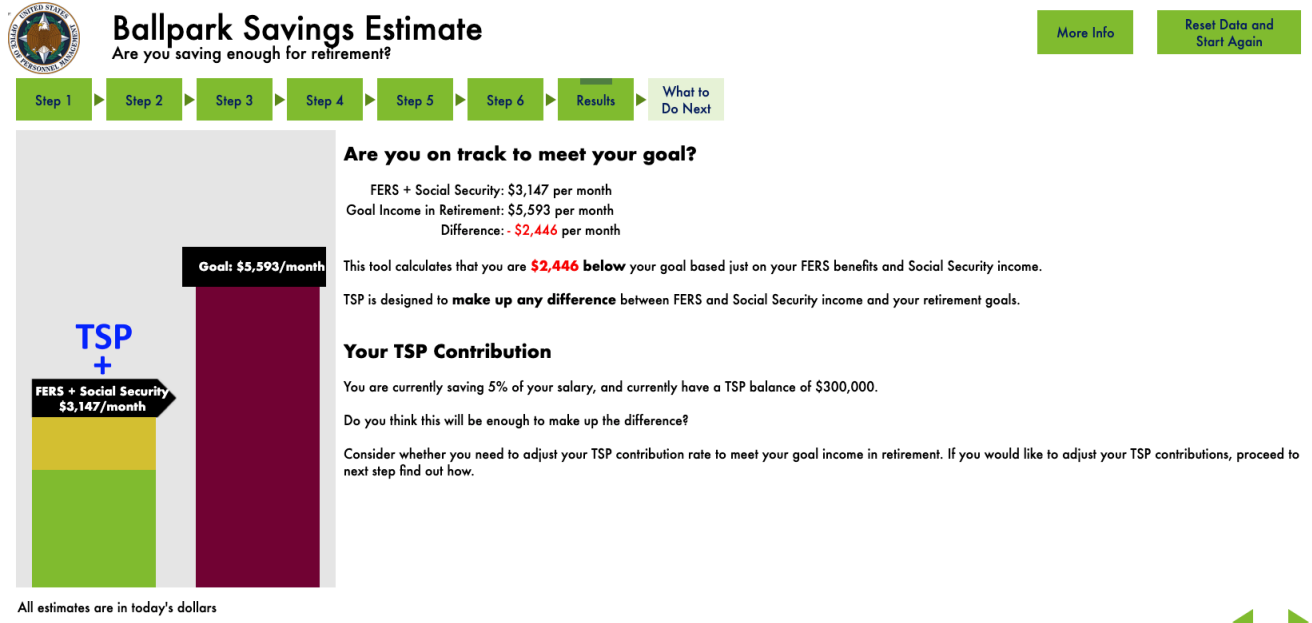 UNITED STATES
OFFICE OF PERSONNEL MANAGEMENT
Ballpark Savings Estimate
Are you saving enough for retirement?
More Info
Reset Data and
Start Again
Step 1
Step 2
Step 3
Step 4
Step 5
Step 6
Results
What to
Do Next
Goal: $5,593/month
TSP
+
FERS + Social Security
$3,147/month
All estimates are in today's dollars
Are you on track to meet your goal?
FERS + Social Security: $3,147 per month
Goal Income in Retirement: $5,593 per month
Difference: - $2,446 per month
This tool calculates that you are $2,446 below your goal based just on your FERS benefits and Social Security income.
TSP is designed to make up any difference between FERS and Social Security income and your retirement goals.
Your TSP Contribution
You are currently saving 5% of your salary, and currently have a TSP balance of $300,000.
Do you think this will be enough to make up the difference?
Consider whether you need to adjust your TSP contribution rate to meet your goal income in retirement. If you would like to adjust your TSP contributions, proceed to
next step find out how.